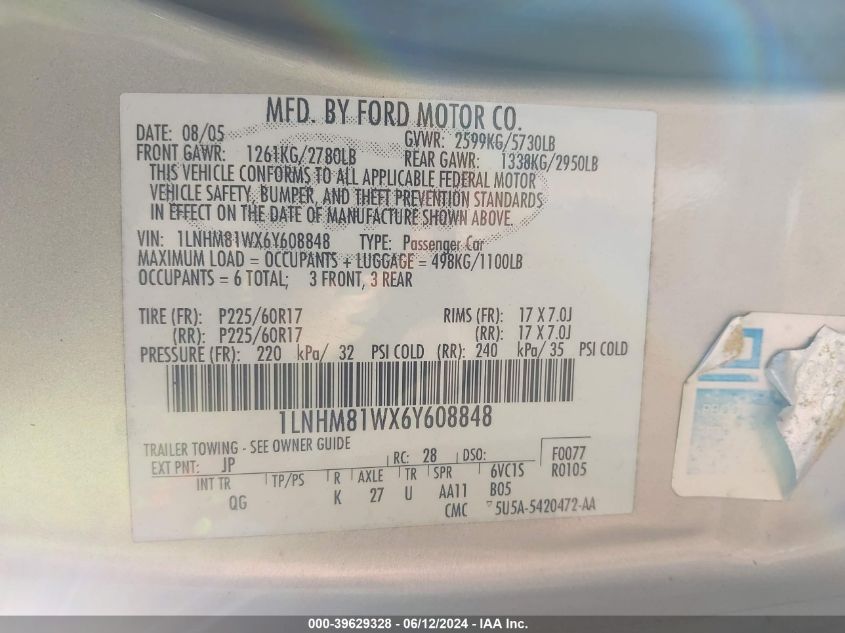 MFD. BY FORD MOTOR CO.
DATE: 08/05 GVWR: 2599KG/5730LB
FRONT GAWR: 1261KG/2780LB REAR GAWR: 1338KG/2950LB
THIS VEHICLE CONFORMS TO ALL APPLICABLE FEDERAL MOTOR
VEHICLE SAFETY, BUMPER, AND THEFT PREVENTION STANDARDS
IN EFFECT ON THE DATE OF MANUFACTURE SHOWN ABOVE.
VIN: 1LNHM81WX6Y608848 TYPE: Passenger Car
MAXIMUM LOAD = OCCUPANTS + LUGGAGE = 498KG/1100LB
OCCUPANTS = 6 TOTAL; 3 FRONT, 3 REAR
TIRE (FR): P225/60R17 RIMS (FR): 17 X 7.0J
(RR): P225/60R17 (RR): 17 X 7.0J
PRESSURE (FR): 220 kPa/ 32 PSI COLD (RR): 240 kPa/ 35 PSI COLD
1LNHM81WX6Y608848
TRAILER TOWING - SEE OWNER GUIDE
EXT PNT: JP RC: 28 DSO: F0077
R0105
INT TR TP/PS R AXLE TR SPR 6VC1S
QG K 27 U AA11 B05
CMC 5U5A-5420472-AA
000-39629328 - 06/12/2024 - IAA Inc.